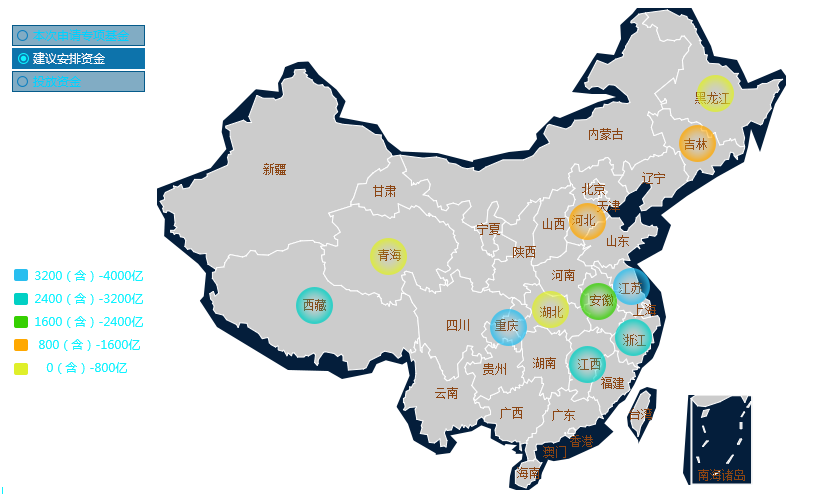 本次申请专项基金
建议安排资金
投放资金
黑龙江
内蒙古
吉林
新疆
辽宁
甘肃
北京
天津
宁夏
山西
河北
陕西
山东
青海
河南
3200（含）-4000亿
2400（含）-3200亿
1600（含）-2400亿
800（含）-1600亿
0（含）-800亿
西藏
江苏
安徽
湖北
上海
四川
重庆
浙江
贵州
湖南
江西
福建
云南
广西
广东
台湾
香港
澳门
海南
南海诸岛